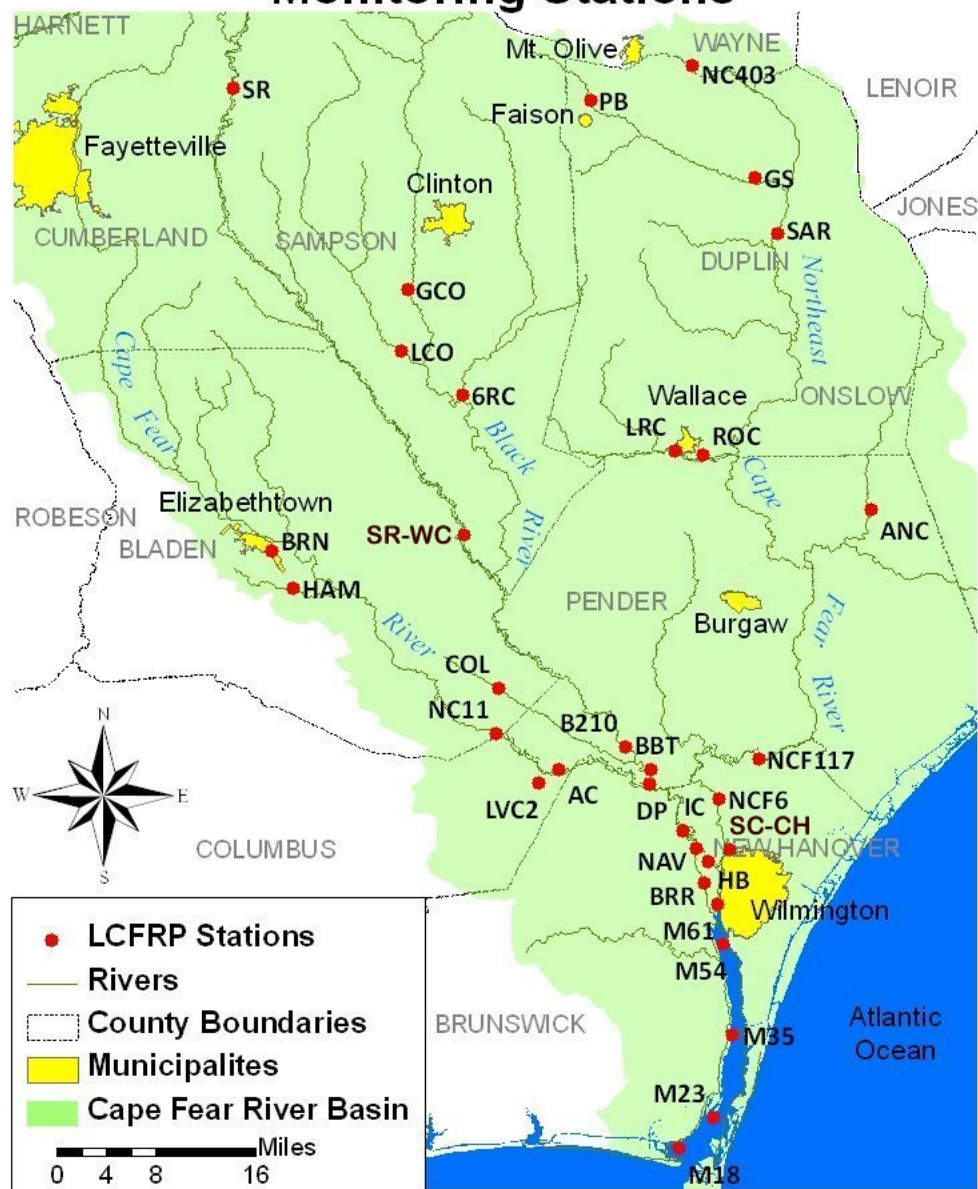 Monitoring Stations
HARNETT
Mt. Olive
WAYNE
NC403
LENOIR
SR
PB
Faison
Fayetteville
Clinton
GS
JONES
CUMBERLAND
SAMPSON
SAR
DUPLIN
GCO
Northeast
Cape
LCO
6RC
Wallace
ONSLOW
Fear
LRC
ROC
Black
Cape
Elizabethtown
ROBESON
BLADEN
BRN
SR-WC
River
ANC
HAM
PENDER
Burgaw
Fear
River
COL
River
NC11
B210
BBT
NCF117
N
W
E
S
LVC2
AC
DP
IC
NCF6
SC-CH
COLUMBUS
NEW HANOVER
NAV
HB
BRR
Wilmington
M61
M54
BRUNSWICK
M35
Atlantic
Ocean
M23
M18
LCFRP Stations
Rivers
County Boundaries
Municipalites
Cape Fear River Basin
Miles
0 4 8 16